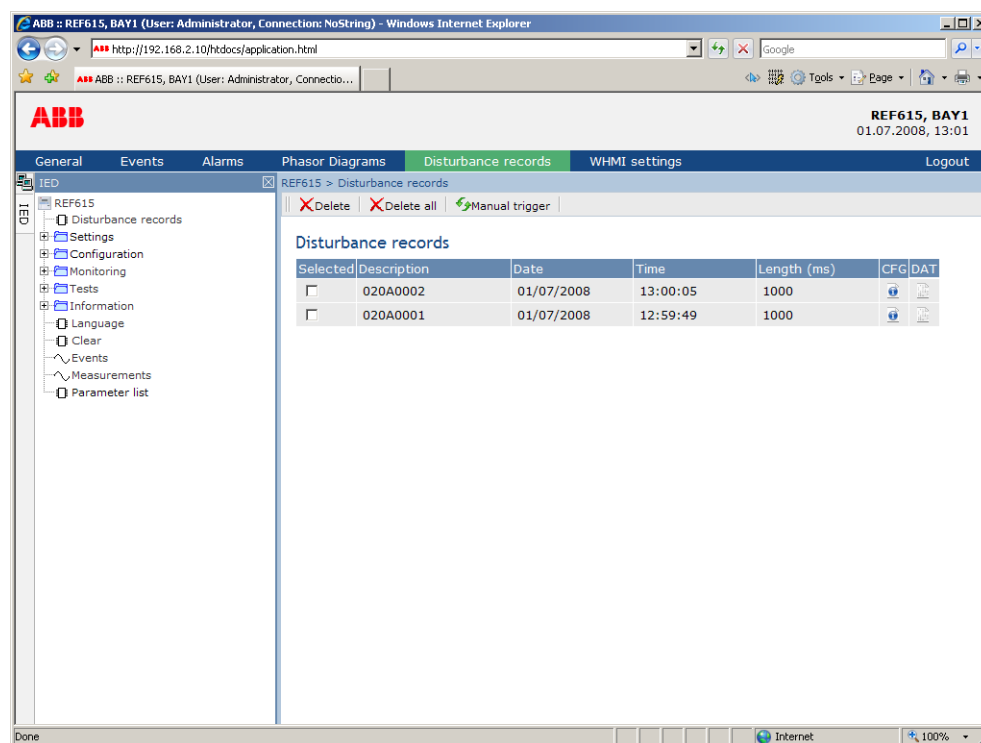 ABB :: REF615, BAY1 (User: Administrator, Connection: NoString) - Windows Internet Explorer
ABB http://192.168.2.10/htdocs/application.html
Google
ABB ABB :: REF615, BAY1 (User: Administrator, Connectio...
Tools
Page
ABB
REF615, BAY1
01.07.2008, 13:01
General Events Alarms Phasor Diagrams Disturbance records WHMI settings Logout
IED
IED
REF615 > Disturbance records
REF615
Disturbance records
Settings
Configuration
Monitoring
Tests
Information
Language
Clear
Events
Measurements
Parameter list
Delete Delete all Manual trigger
Disturbance records
Selected Description Date Time Length (ms) CFG DAT
020A0002 01/07/2008 13:00:05 1000
020A0001 01/07/2008 12:59:49 1000
Done Internet 100%